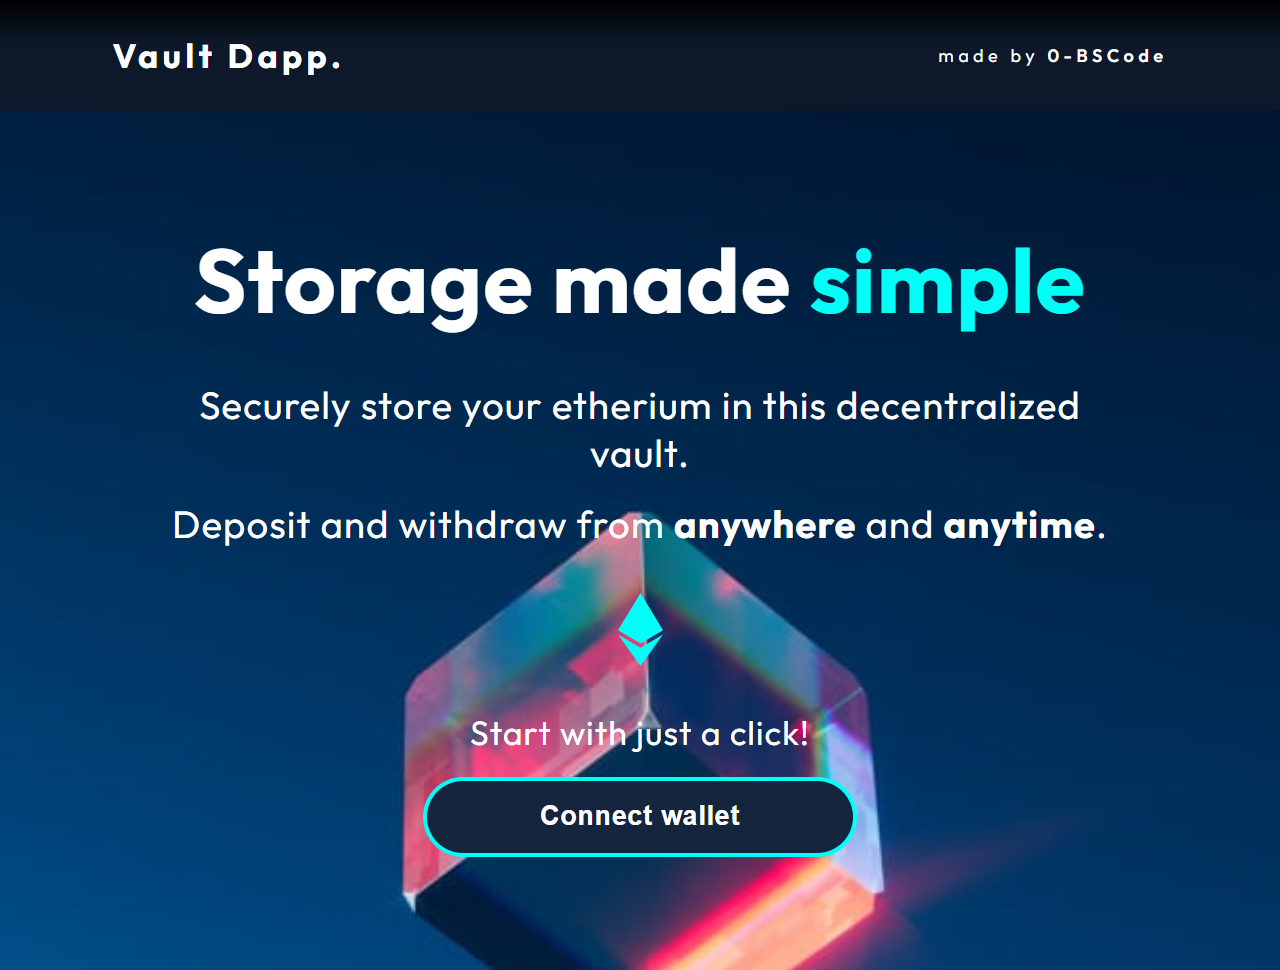 Vault Dapp.
made by 0-BSCode
Storage made simple
Securely store your etherium in this decentralized
vault.
Deposit and withdraw from anywhere and anytime.
Start with just a click!
Connect wallet